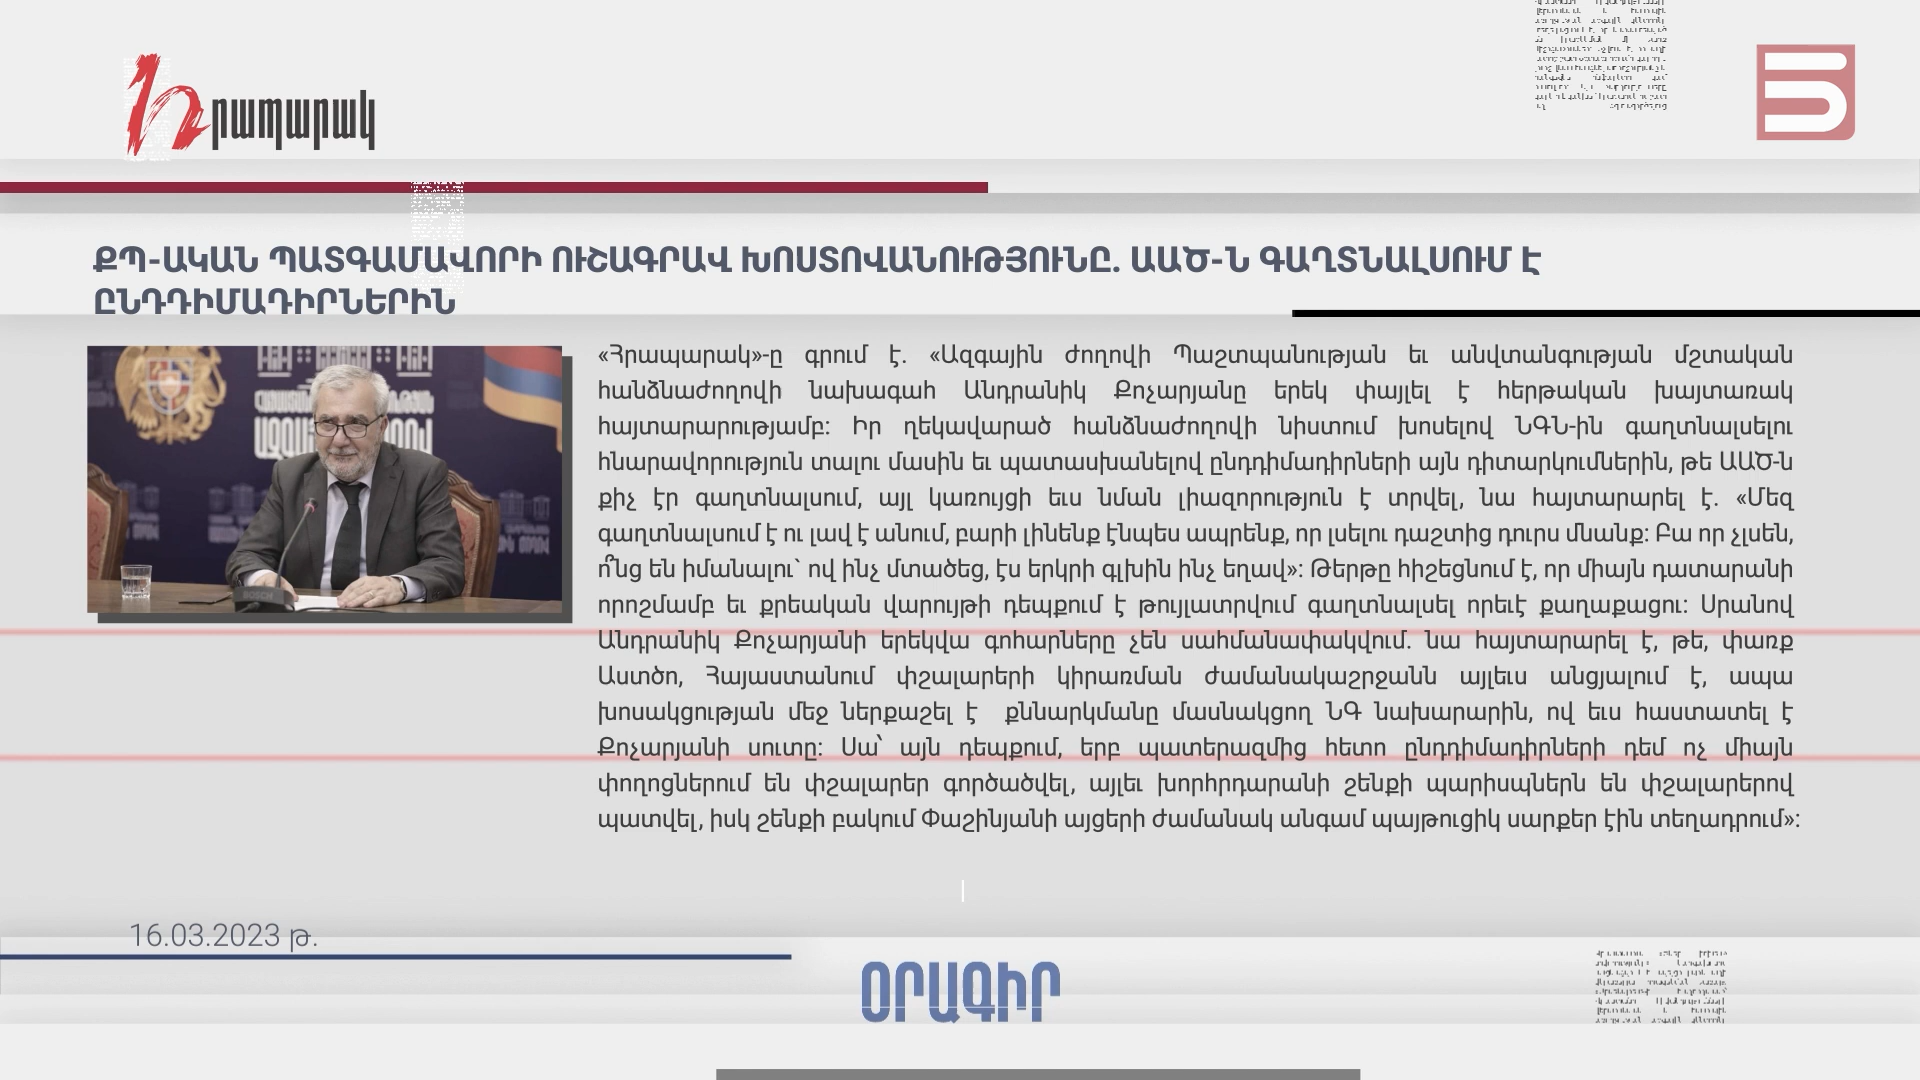 Հրապարակ
ՔՊ-ԱԿԱՆ ՊԱՏԳԱՄԱՎՈՐԻ ՈՒՇԱԳՐԱՎ ԽՈՍՏՈՎԱՆՈՒԹՅՈՒՆԸ. ԱԱԾ-Ն ԳԱՂՏՆԱԼՍՈՒՄ Է
ԸՆԴԴԻՄԱԴԻՐՆԵՐԻՆ
«Հրապարակ»-ը գրում է. «Ազգային ժողովի Պաշտպանության եւ անվտանգության մշտական
հանձնաժողովի նախագահ Անդրանիկ Քոչարյանը երեկ փայլել է հերթական խայտառակ
հայտարարությամբ: Իր ղեկավարած հանձնաժողովի նիստում խոսելով ՆԳՆ-ին գաղտնալսելու
հնարավորություն տալու մասին եւ պատասխանելով ընդդիմադիրների այն դիտարկումներին, թե ԱԱԾ-ն
քիչ էր գաղտնալսում, այլ կառույցի եւս նման լիազորություն է տրվել, նա հայտարարել է. «Մեզ
գաղտնալսում է ու լավ է անում, բարի լինենք էնպես ապրենք, որ լսելու դաշտից դուրս մնանք: Բա որ չլսեն,
ո՞նց են իմանալու՝ ով ինչ մտածեց, էս երկրի գլխին ինչ եղավ»: Թերթը հիշեցնում է, որ միայն դատարանի
որոշմամբ եւ քրեական վարույթի դեպքում է թույլատրվում գաղտնալսել որեւէ քաղաքացու: Սրանով
Անդրանիկ Քոչարյանի երեկվա գոհարները չեն սահմանափակվում. նա հայտարարել է, թե, փառք
Աստծո, Հայաստանում փշալարերի կիրառման ժամանակաշրջանն այլեւս անցյալում է, ապա
խոսակցության մեջ ներքաշել է քննարկմանը մասնակցող ՆԳ նախարարին, ով եւս հաստատել է
Քոչարյանի սուտը: Սա՝ այն դեպքում, երբ պատերազմից հետո ընդդիմադիրների դեմ ոչ միայն
փողոցներում են փշալարեր գործածվել, այլեւ խորհրդարանի շենքի պարիսպներն են փշալարերով
պատվել, իսկ շենքի բակում Փաշինյանի այցերի ժամանակ անգամ պայթուցիկ սարքեր էին տեղադրում»:
BOSCH
16.03.2023 թ.
ՕՐԱԳԻՐ